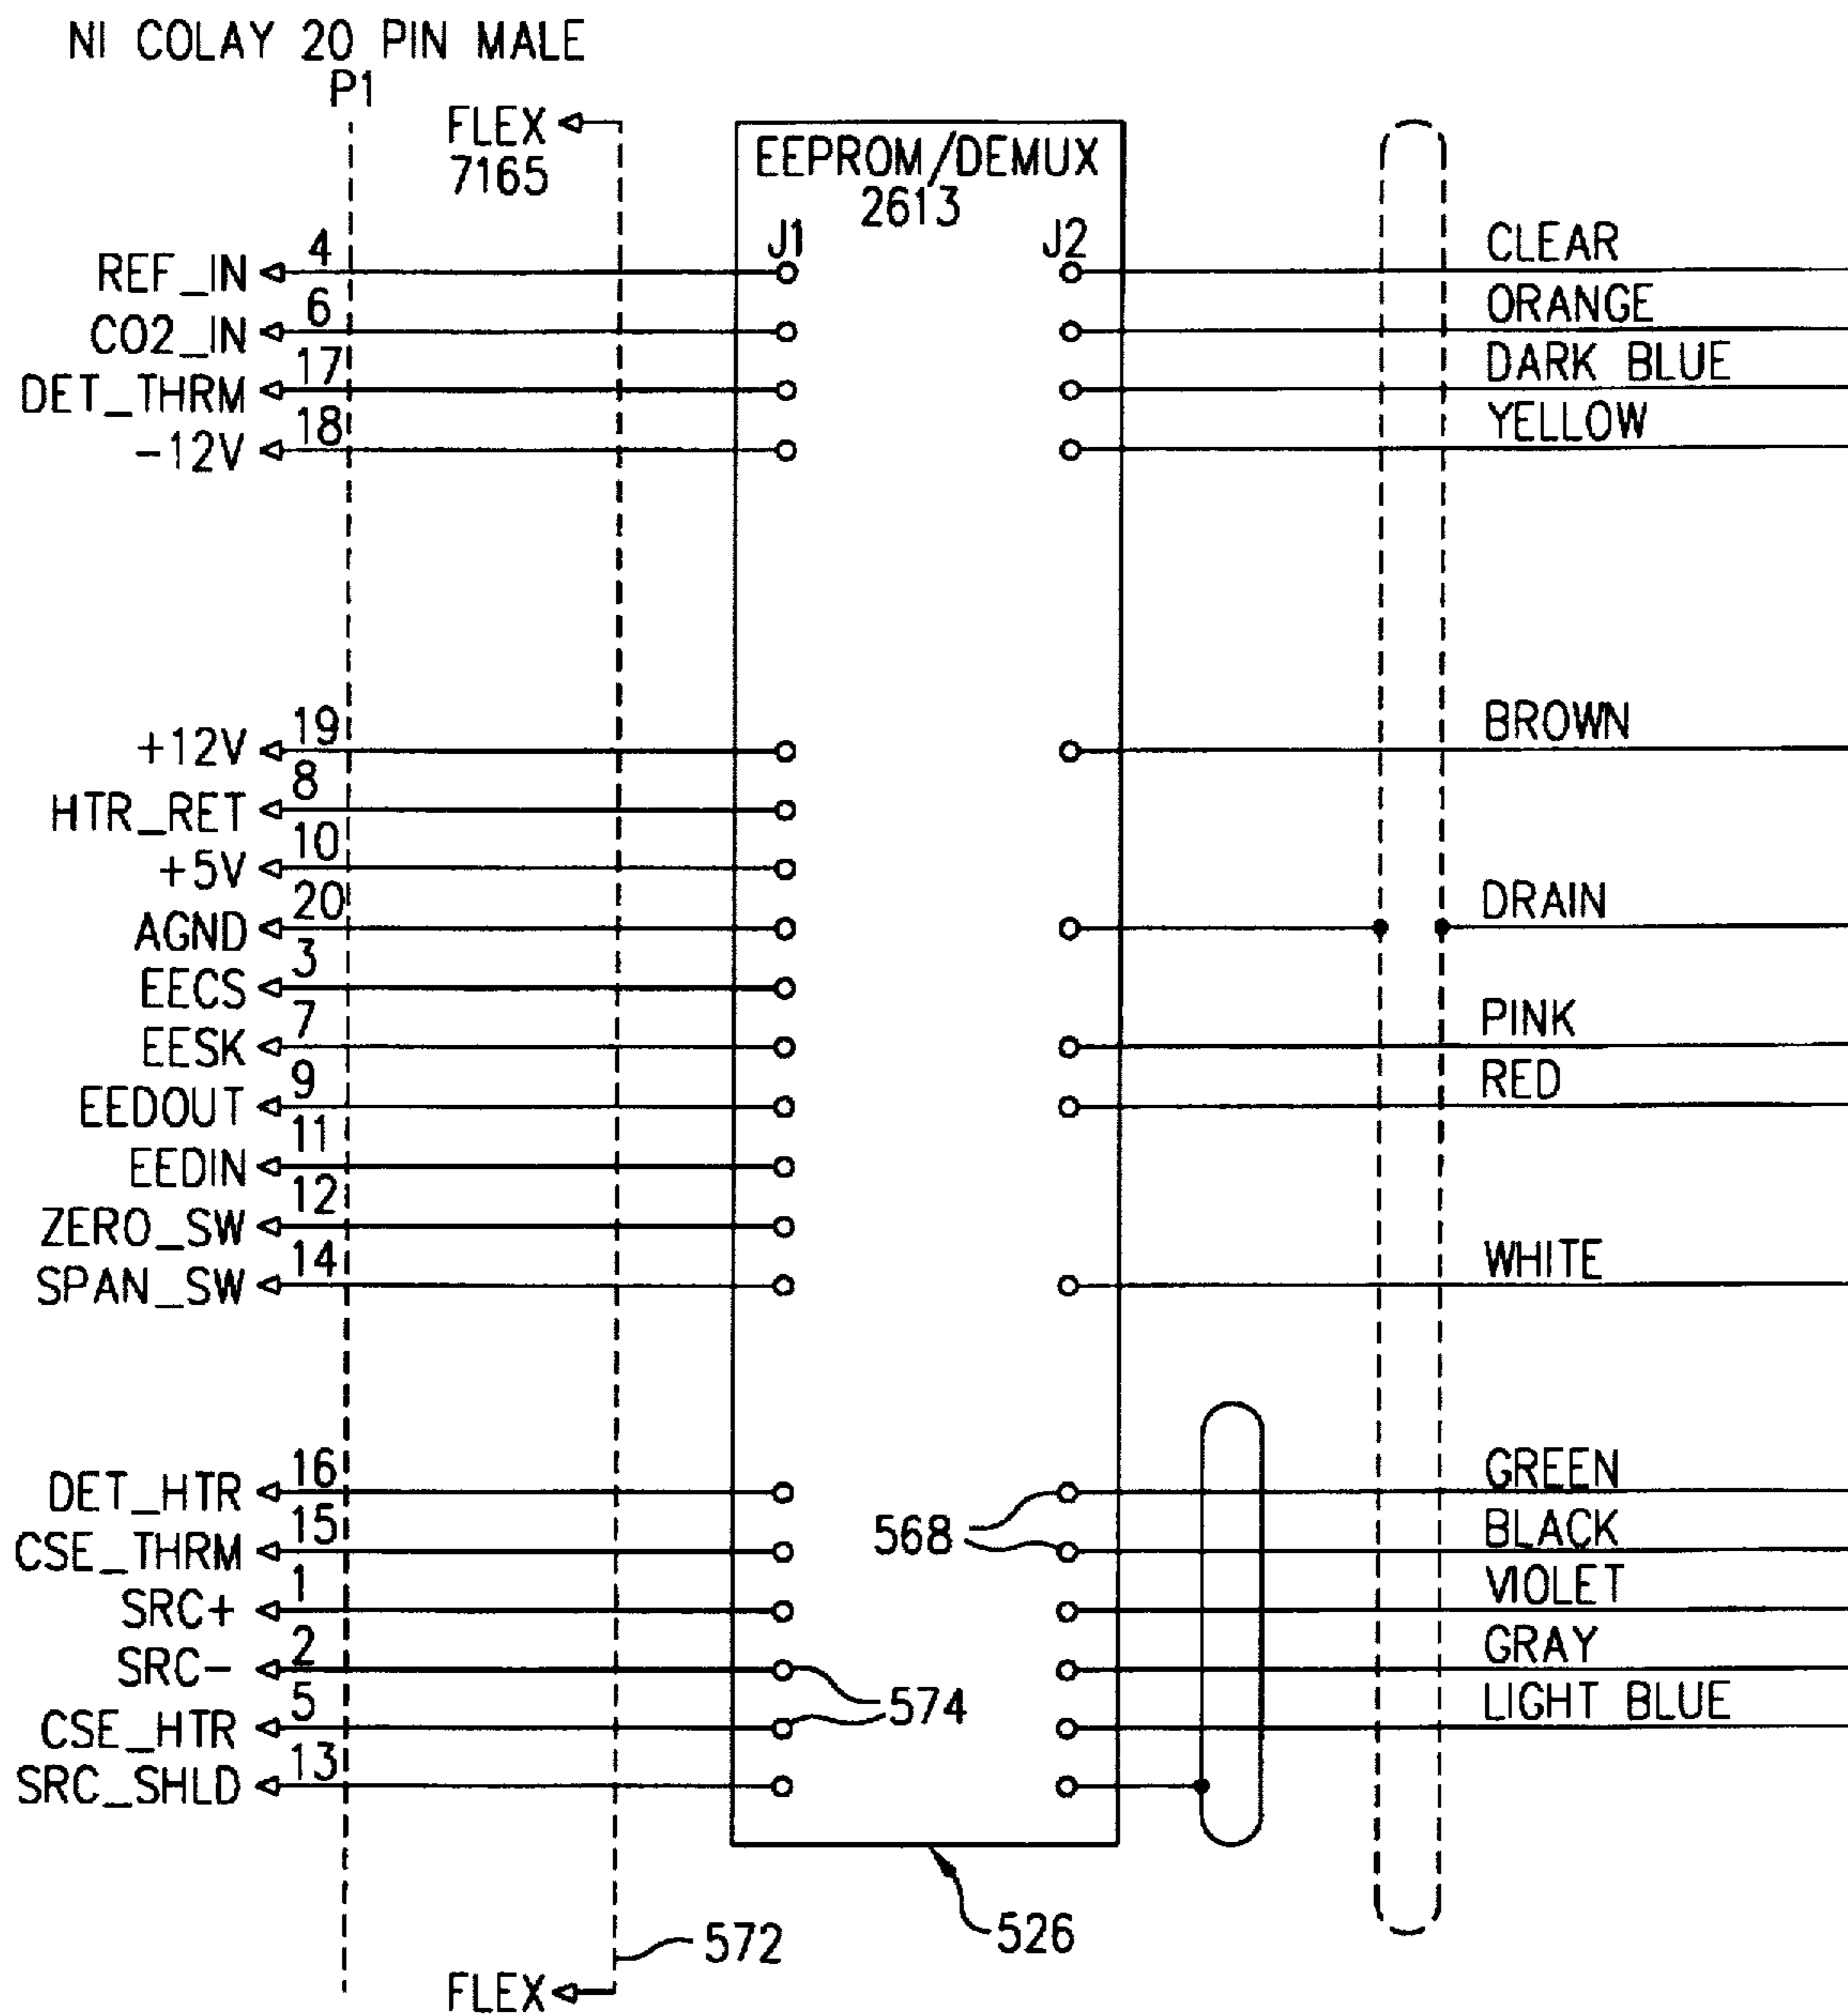 NI COLAY 20 PIN MALE
P1
FLEX
7165
EEPROM/DEMUX
2613
J1
J2
REF_IN 4
CLEAR
CO2_IN 6
ORANGE
DET_THRM 17
DARK BLUE
-12V 18
YELLOW
+12V 19
BROWN
HTR_RET 8
+5V 10
AGND 20
DRAIN
EECS 3
EESK 7
PINK
EEDOUT 9
RED
EEDIN 11
ZERO_SW 12
SPAN_SW 14
WHITE
DET_HTR 16
GREEN
CSE_THRM 15
568
BLACK
SRC+ 1
VIOLET
SRC- 2
GRAY
574
CSE_HTR 5
LIGHT BLUE
SRC_SHLD 13
572
526
FLEX